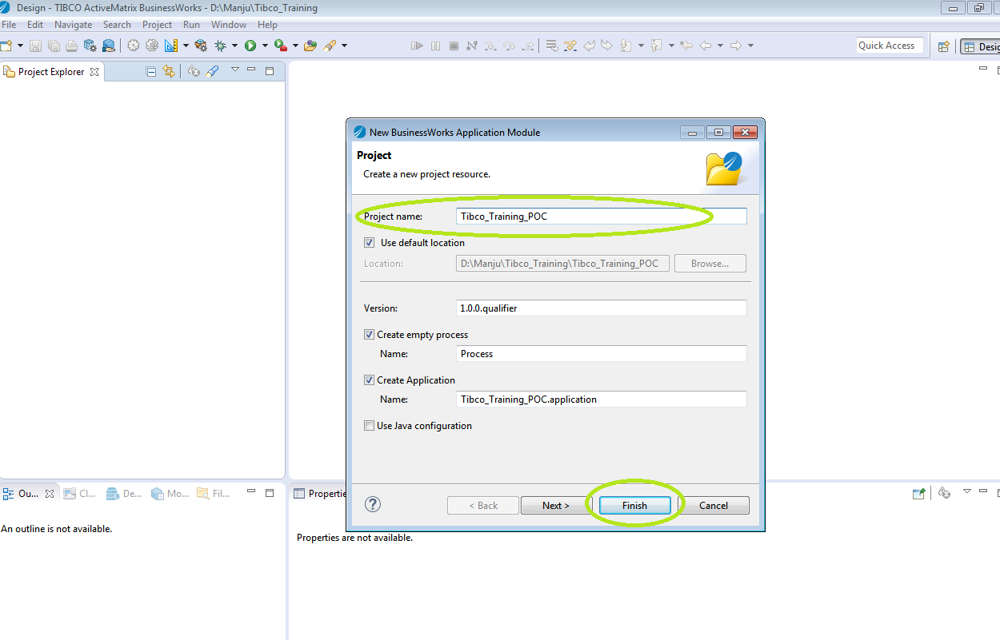 Design - TIBCO ActiveMatrix BusinessWorks - D:\Manju\Tibco_Training
File Edit Navigate Search Project Run Window Help
Quick Access
Project Explorer
New BusinessWorks Application Module
Project
Create a new project resource.
Project name: Tibco_Training_POC
Use default location
Location: D:\Manju\Tibco_Training\Tibco_Training_POC Browse...
Version: 1.0.0.qualifier
Create empty process
Name: Process
Create Application
Name: Tibco_Training_POC.application
Use Java configuration
< Back Next > Finish Cancel
Ou... Cl... De... Mo... Fil...
An outline is not available.
Properties are not available.